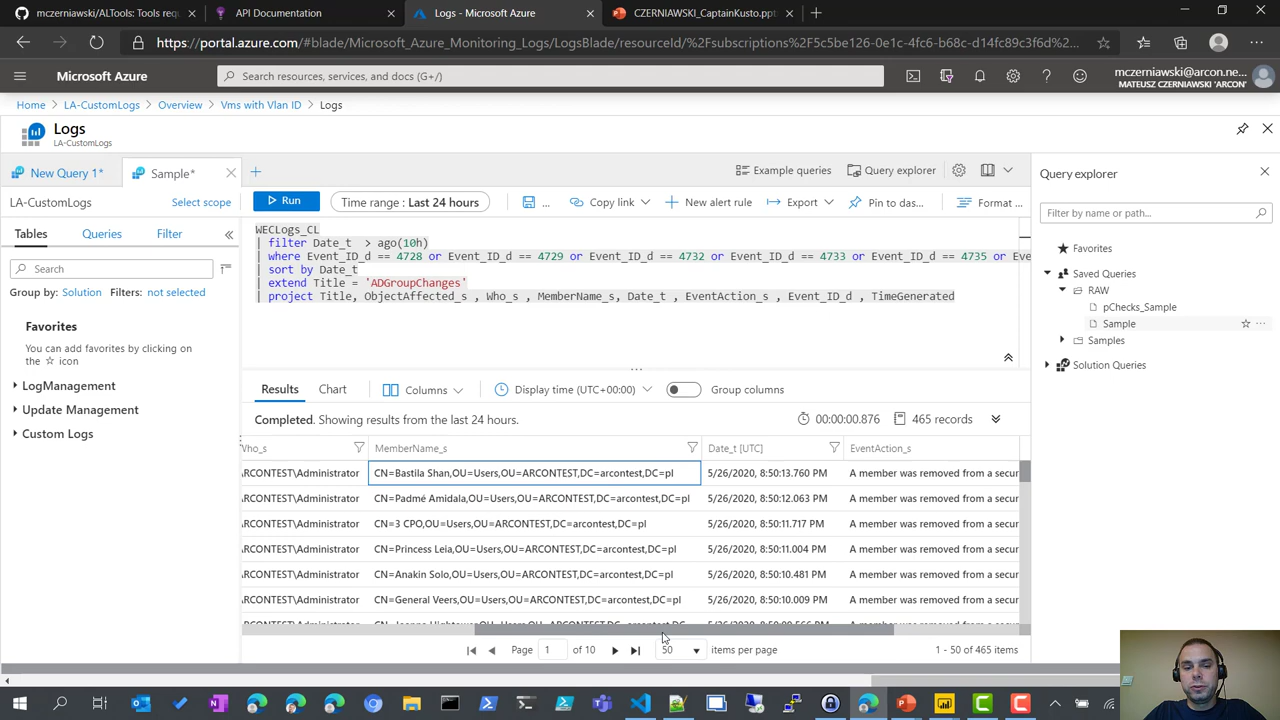 mczerniawski/ALTools: Tools requ
API Documentation
Logs - Microsoft Azure
CZERNIAWSKI_CaptainKusto.ppt
https://portal.azure.com/#blade/Microsoft_Azure_Monitoring_Logs/LogsBlade/resourceId/%2Fsubscriptions%2F5c5be126-0e1c-4fc6-b68c-d14fc89c3f6d%...
Microsoft Azure
Search resources, services, and docs (G+/)
mczerniawski@arcon.ne...
MATEUSZ CZERNIAWSKI 'ARCON'
Home > LA-CustomLogs > Overview > Vms with Vlan ID > Logs
Logs
LA-CustomLogs
New Query 1*
Sample*
LA-CustomLogs
Select scope
Run
Time range : Last 24 hours
...
Copy link
New alert rule
Export
Pin to das...
Format ...
Example queries
Query explorer
Tables
Queries
Filter
Search
Group by: Solution
Filters: not selected
Favorites
You can add favorites by clicking on
the ☆ icon
LogManagement
Update Management
Custom Logs
WECLogs_CL
| filter Date_t > ago(10h)
| where Event_ID_d == 4728 or Event_ID_d == 4729 or Event_ID_d == 4732 or Event_ID_d == 4733 or Event_ID_d == 4735 or Eve
| sort by Date_t
| extend Title = 'ADGroupChanges'
| project Title, ObjectAffected_s , Who_s , MemberName_s, Date_t , EventAction_s , Event_ID_d , TimeGenerated
Results
Chart
Columns
Display time (UTC+00:00)
Group columns
Completed. Showing results from the last 24 hours.
00:00:00.876
465 records
Who_s
MemberName_s
Date_t [UTC]
EventAction_s
ARCONTEST\Administrator
CN=Bastila Shan,OU=Users,OU=ARCONTEST,DC=arcontest,DC=pl
5/26/2020, 8:50:13.760 PM
A member was removed from a secur
ARCONTEST\Administrator
CN=Padmé Amidala,OU=Users,OU=ARCONTEST,DC=arcontest,DC=pl
5/26/2020, 8:50:12.063 PM
A member was removed from a secur
ARCONTEST\Administrator
CN=3 CPO,OU=Users,OU=ARCONTEST,DC=arcontest,DC=pl
5/26/2020, 8:50:11.717 PM
A member was removed from a secur
ARCONTEST\Administrator
CN=Princess Leia,OU=Users,OU=ARCONTEST,DC=arcontest,DC=pl
5/26/2020, 8:50:11.004 PM
A member was removed from a secur
ARCONTEST\Administrator
CN=Anakin Solo,OU=Users,OU=ARCONTEST,DC=arcontest,DC=pl
5/26/2020, 8:50:10.481 PM
A member was removed from a secur
ARCONTEST\Administrator
CN=General Veers,OU=Users,OU=ARCONTEST,DC=arcontest,DC=pl
5/26/2020, 8:50:10.009 PM
A member was removed from a secur
Page 1 of 10
50 items per page
1 - 50 of 465 items
Query explorer
Filter by name or path...
Favorites
Saved Queries
RAW
pChecks_Sample
Sample
Samples
Solution Queries